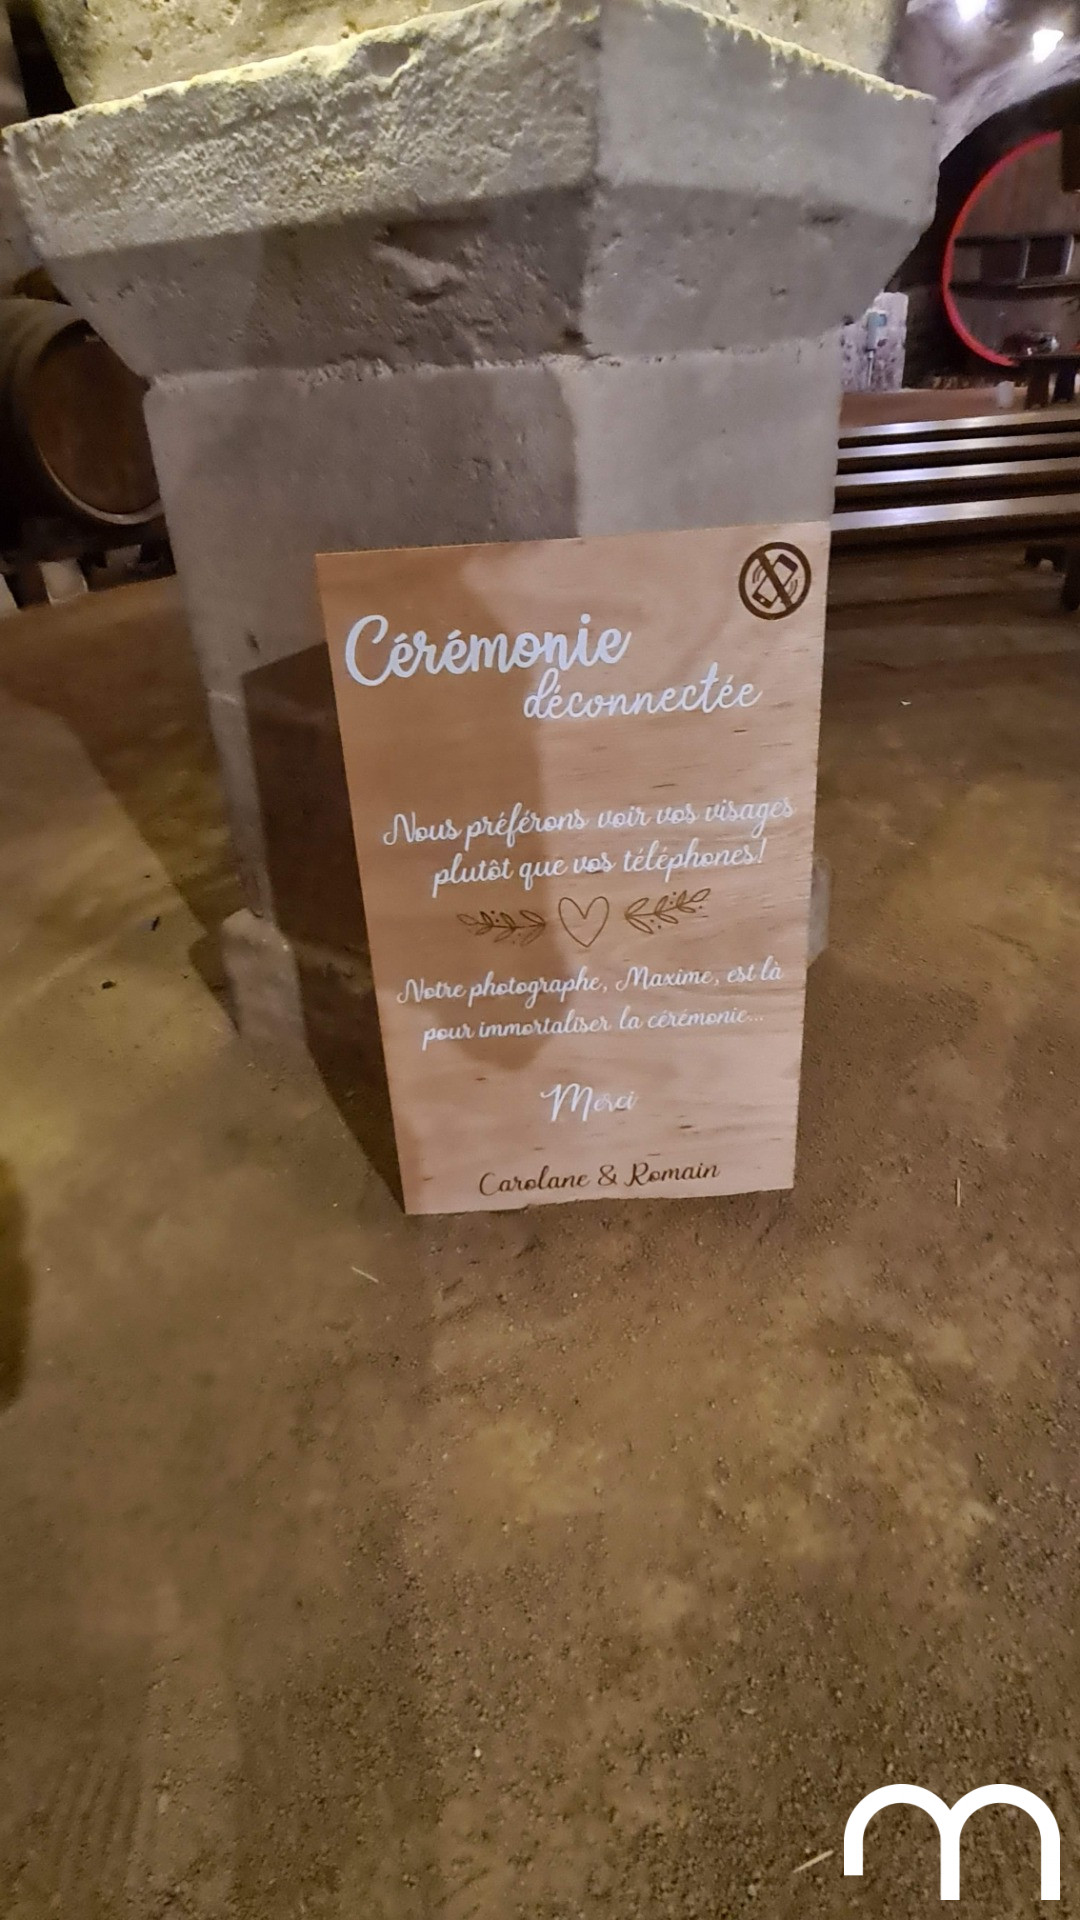 Cérémonie
déconnectée
Nous préférons voir vos visages
plutôt que vos téléphones!
Notre photographe, Maxime, est là
pour immortaliser la cérémonie...
Merci
Carolane & Romain
m